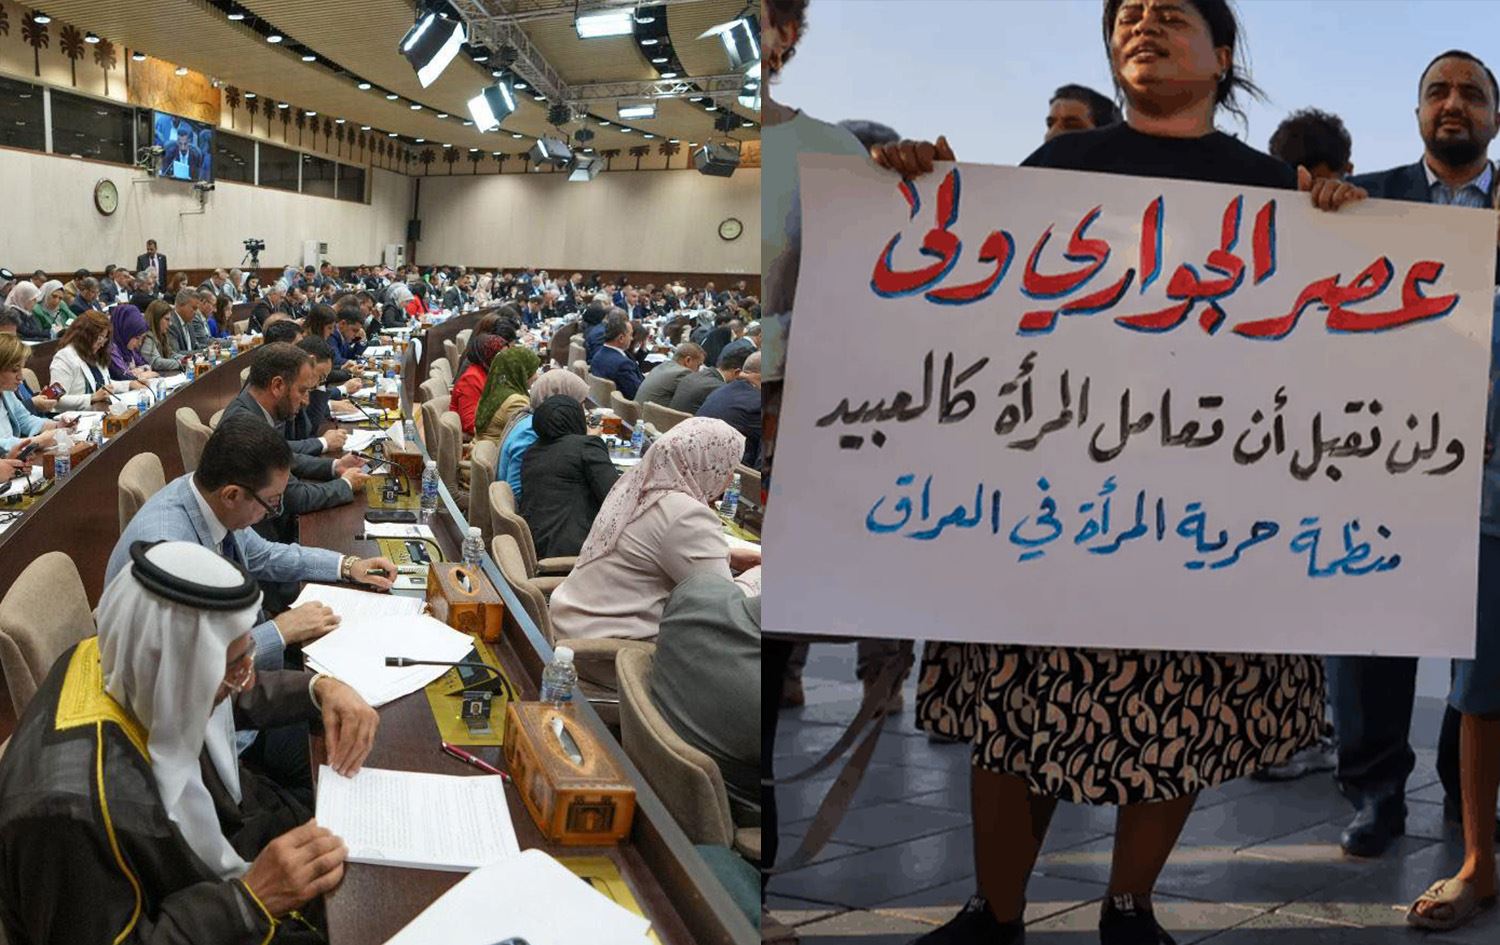 عصر الجواري ولى
ولن نقبل أن تعامل المرأة كالعبيد
منظمة حرية المرأة في العراق